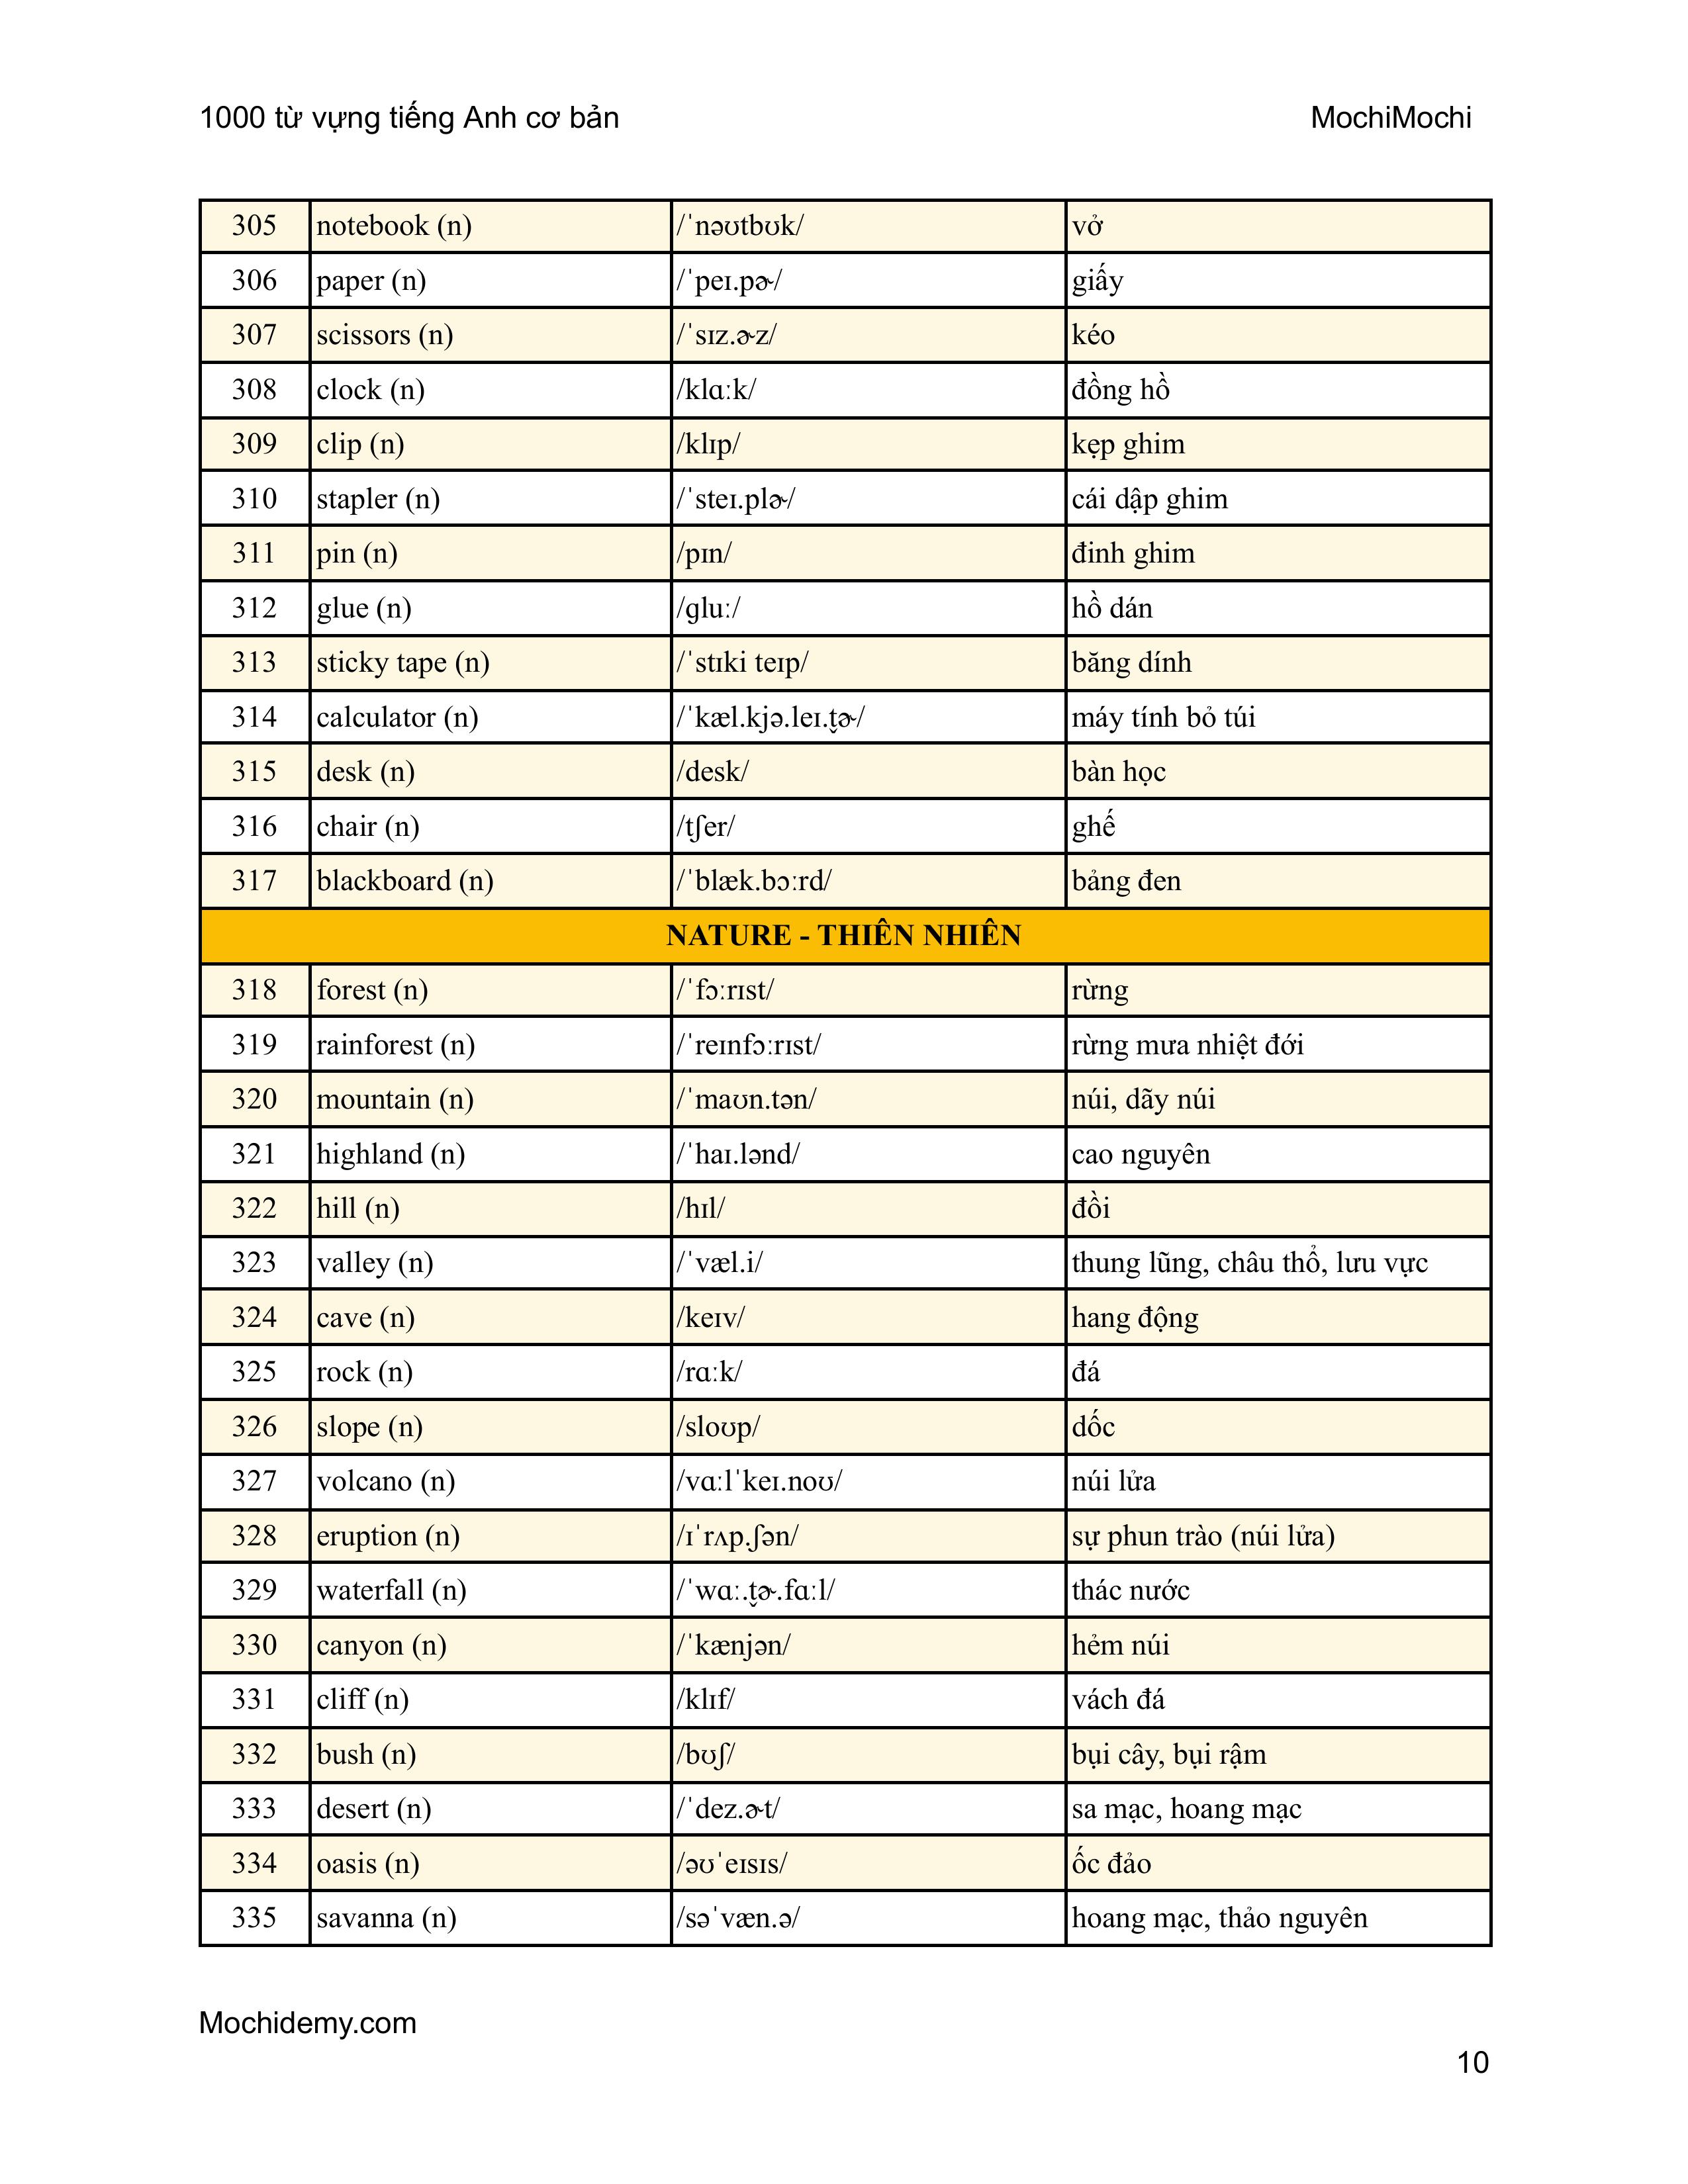 1000 từ vựng tiếng Anh cơ bản MochiMochi
305 notebook (n) /ˈnəʊtbʊk/ vở
306 paper (n) /ˈpeɪ.pɚ/ giấy
307 scissors (n) /ˈsɪz.ɚz/ kéo
308 clock (n) /klɑːk/ đồng hồ
309 clip (n) /klɪp/ kẹp ghim
310 stapler (n) /ˈsteɪ.plɚ/ cái dập ghim
311 pin (n) /pɪn/ đinh ghim
312 glue (n) /ɡluː/ hồ dán
313 sticky tape (n) /ˈstɪki teɪp/ băng dính
314 calculator (n) /ˈkæl.kjə.leɪ.t̬ɚ/ máy tính bỏ túi
315 desk (n) /desk/ bàn học
316 chair (n) /tʃer/ ghế
317 blackboard (n) /ˈblæk.bɔːrd/ bảng đen
NATURE - THIÊN NHIÊN
318 forest (n) /ˈfɔːrɪst/ rừng
319 rainforest (n) /ˈreɪnfɔːrɪst/ rừng mưa nhiệt đới
320 mountain (n) /ˈmaʊn.tən/ núi, dãy núi
321 highland (n) /ˈhaɪ.lənd/ cao nguyên
322 hill (n) /hɪl/ đồi
323 valley (n) /ˈvæl.i/ thung lũng, châu thổ, lưu vực
324 cave (n) /keɪv/ hang động
325 rock (n) /rɑːk/ đá
326 slope (n) /sloʊp/ dốc
327 volcano (n) /vɑːlˈkeɪ.noʊ/ núi lửa
328 eruption (n) /ɪˈrʌp.ʃən/ sự phun trào (núi lửa)
329 waterfall (n) /ˈwɑː.t̬ɚ.fɑːl/ thác nước
330 canyon (n) /ˈkænjən/ hẻm núi
331 cliff (n) /klɪf/ vách đá
332 bush (n) /bʊʃ/ bụi cây, bụi rậm
333 desert (n) /ˈdez.ɚt/ sa mạc, hoang mạc
334 oasis (n) /əʊˈeɪsɪs/ ốc đảo
335 savanna (n) /səˈvæn.ə/ hoang mạc, thảo nguyên
Mochidemy.com
10